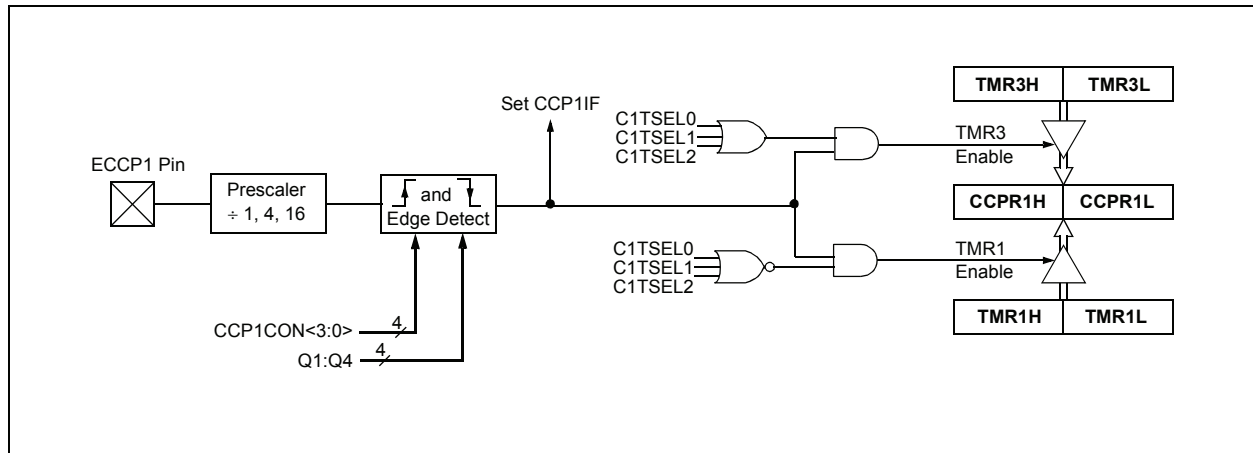 TMR3H TMR3L
Set CCP1IF
C1TSEL0
C1TSEL1
C1TSEL2
TMR3
Enable
ECCP1 Pin
Prescaler
÷ 1, 4, 16
and
Edge Detect
CCPR1H CCPR1L
C1TSEL0
C1TSEL1
C1TSEL2
TMR1
Enable
TMR1H TMR1L
CCP1CON<3:0> 4
Q1:Q4 4